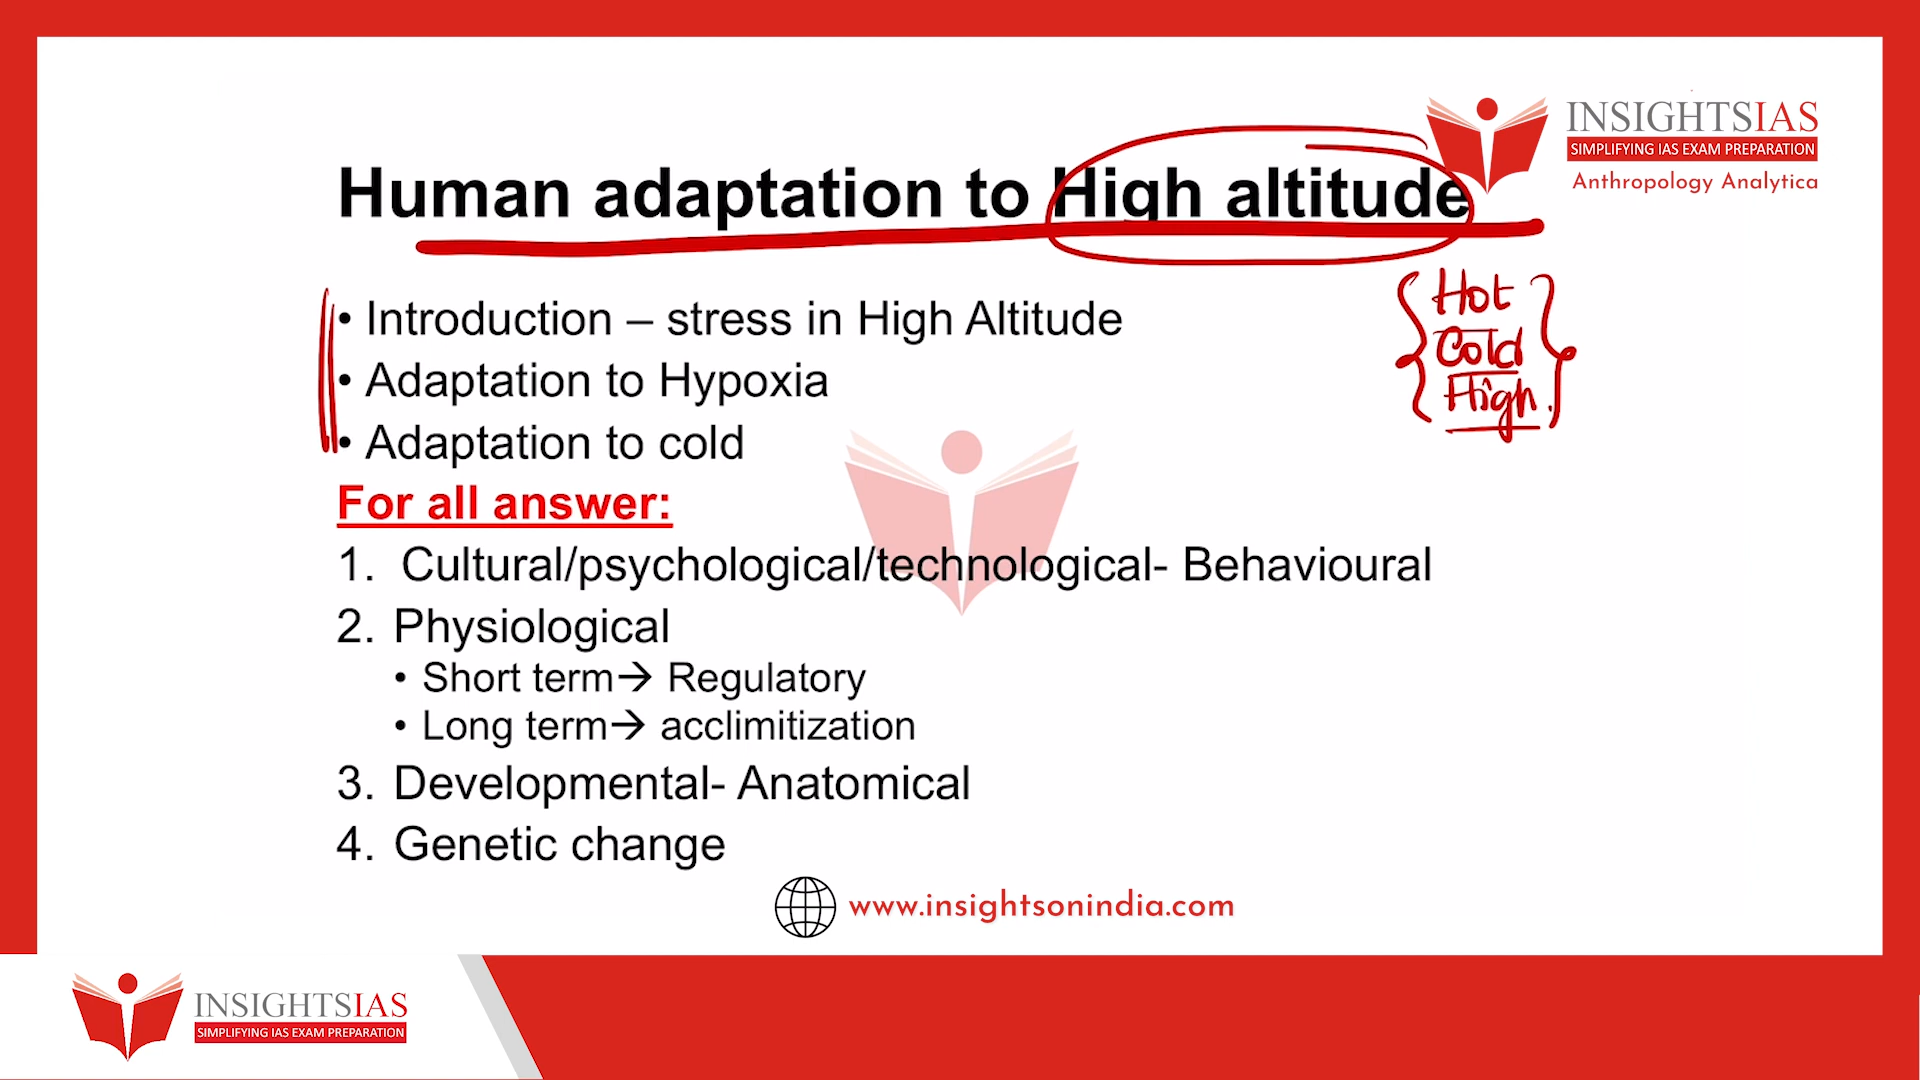 INSIGHTSIAS
SIMPLIFYING IAS EXAM PREPARATION
Anthropology Analytica
Human adaptation to High altitude
Hot
Cold
High.
• Introduction – stress in High Altitude
• Adaptation to Hypoxia
• Adaptation to cold
For all answer:
1. Cultural/psychological/technological- Behavioural
2. Physiological
• Short term→ Regulatory
• Long term→ acclimitization
3. Developmental- Anatomical
4. Genetic change
www.insightsonindia.com
INSIGHTSIAS
SIMPLIFYING IAS EXAM PREPARATION